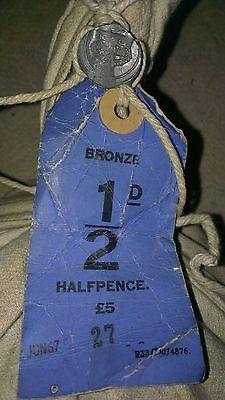 BRONZE
1D
2
HALFPENCE.
£5
JUN67 27